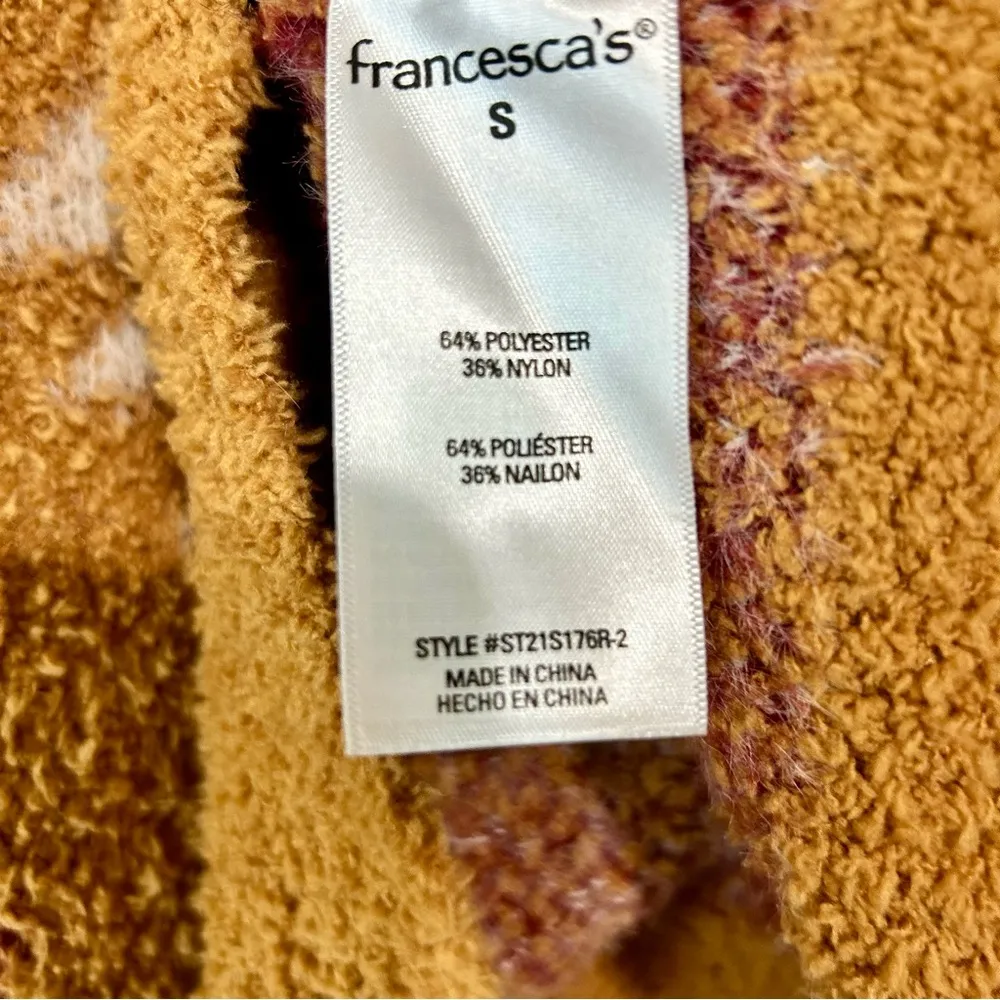 francesca's®
S
64% POLYESTER
36% NYLON
64% POLIÉSTER
36% NAILON
STYLE #ST21S176R-2
MADE IN CHINA
HECHO EN CHINA